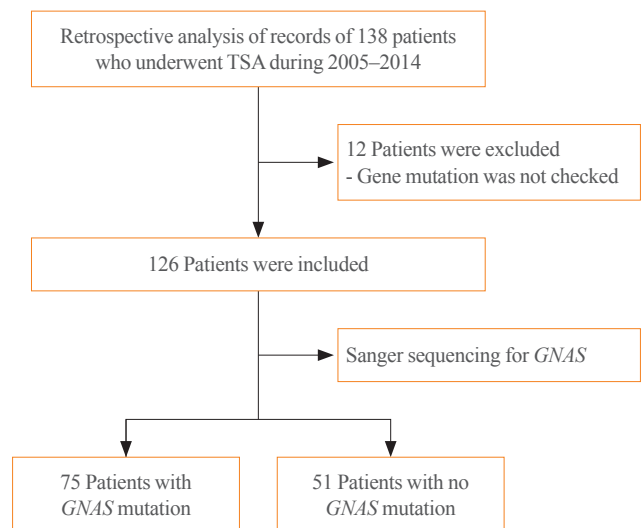 Retrospective analysis of records of 138 patients
who underwent TSA during 2005–2014
12 Patients were excluded
- Gene mutation was not checked
126 Patients were included
Sanger sequencing for GNAS
75 Patients with
GNAS mutation
51 Patients with no
GNAS mutation